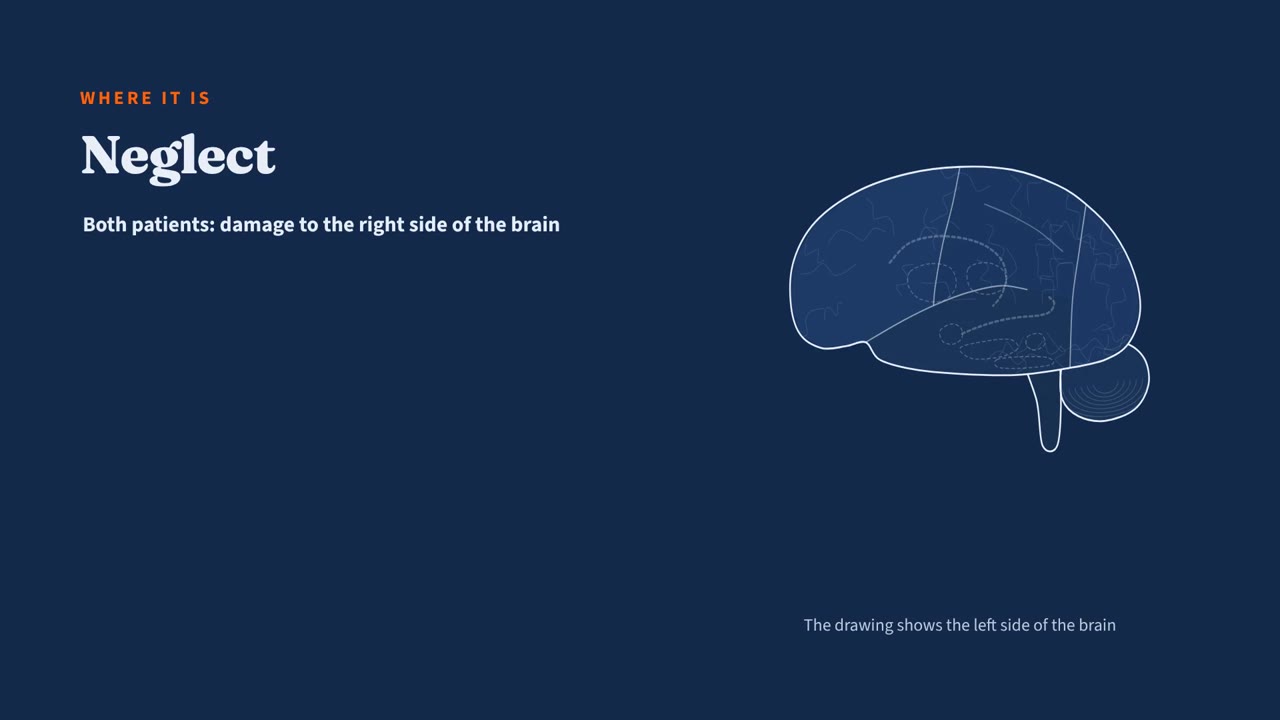 WHERE IT IS
Neglect
Both patients: damage to the right side of the brain
The drawing shows the left side of the brain